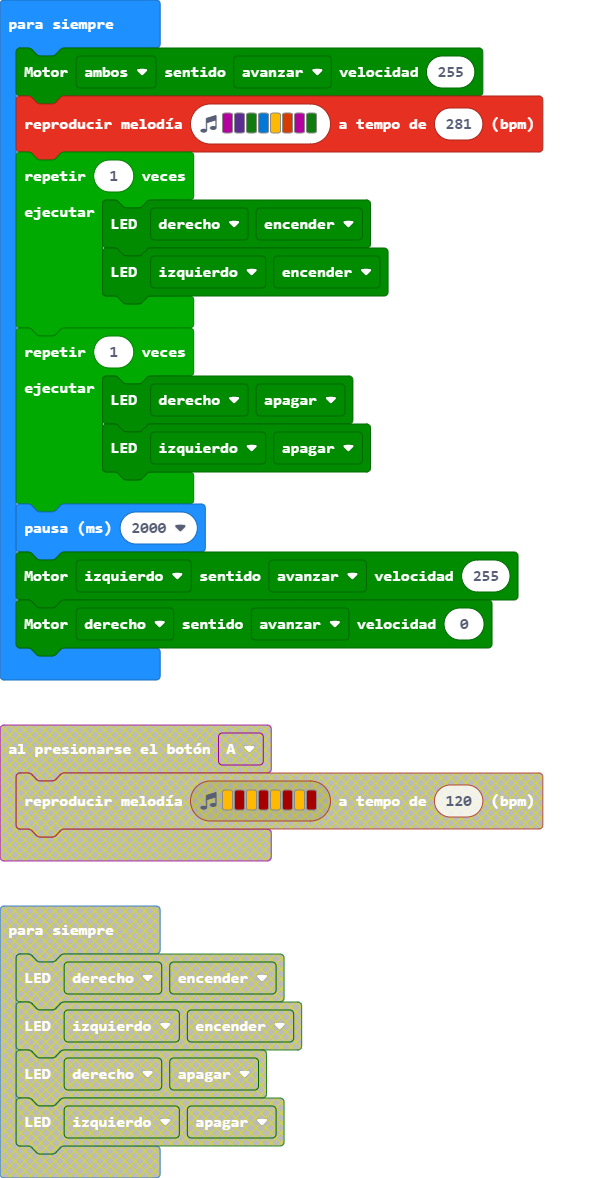 para siempre
Motor ambos sentido avanzar velocidad 255
reproducir melodía a tempo de 281 (bpm)
repetir 1 veces
ejecutar
LED derecho encender
LED izquierdo encender
repetir 1 veces
ejecutar
LED derecho apagar
LED izquierdo apagar
pausa (ms) 2000
Motor izquierdo sentido avanzar velocidad 255
Motor derecho sentido avanzar velocidad 0
al presionarse el botón A
reproducir melodía a tempo de 120 (bpm)
para siempre
LED derecho encender
LED izquierdo encender
LED derecho apagar
LED izquierdo apagar